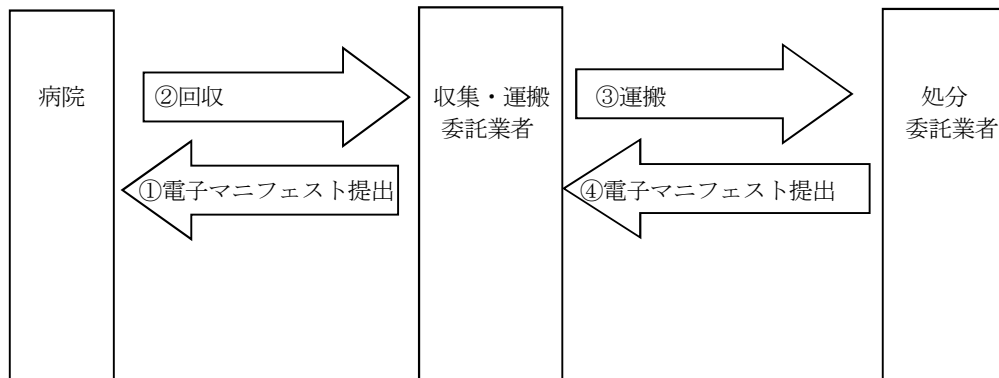 病院
②回収
収集・運搬
委託業者
③運搬
処分
委託業者
①電子マニフェスト提出
④電子マニフェスト提出